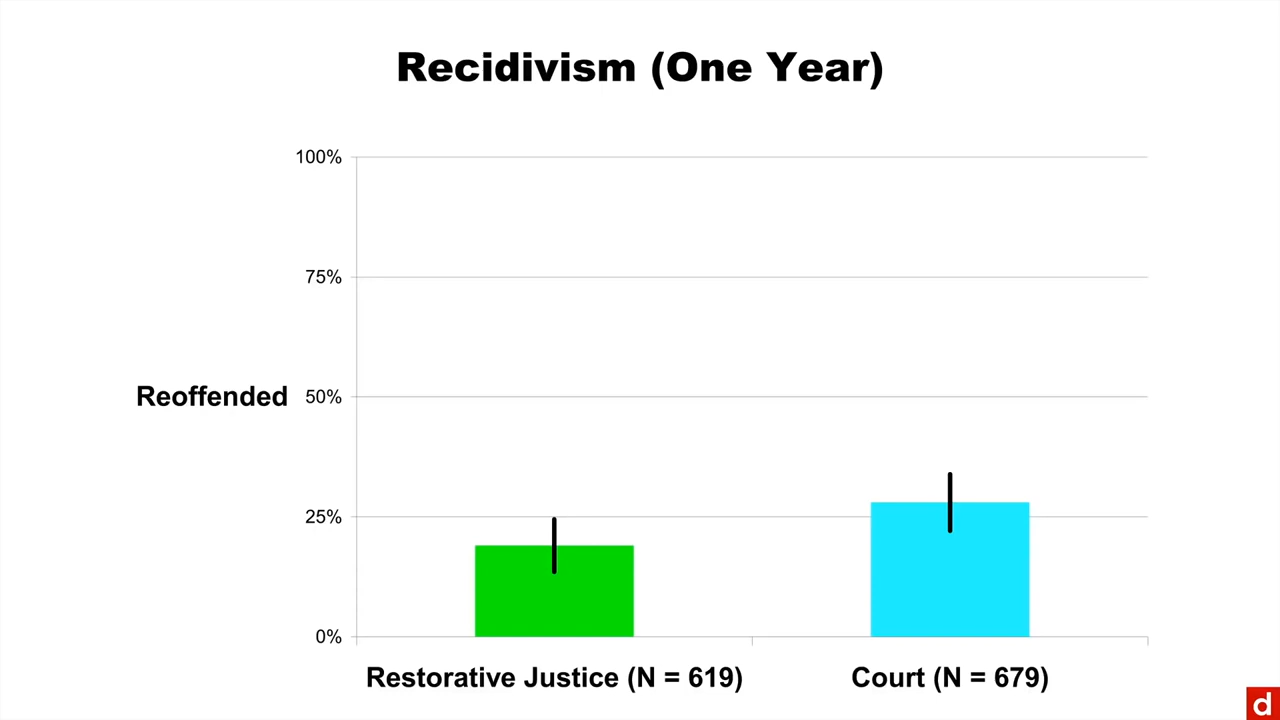 Recidivism (One Year)
100%
75%
Reoffended 50%
25%
0%
Restorative Justice (N = 619) Court (N = 679)
d